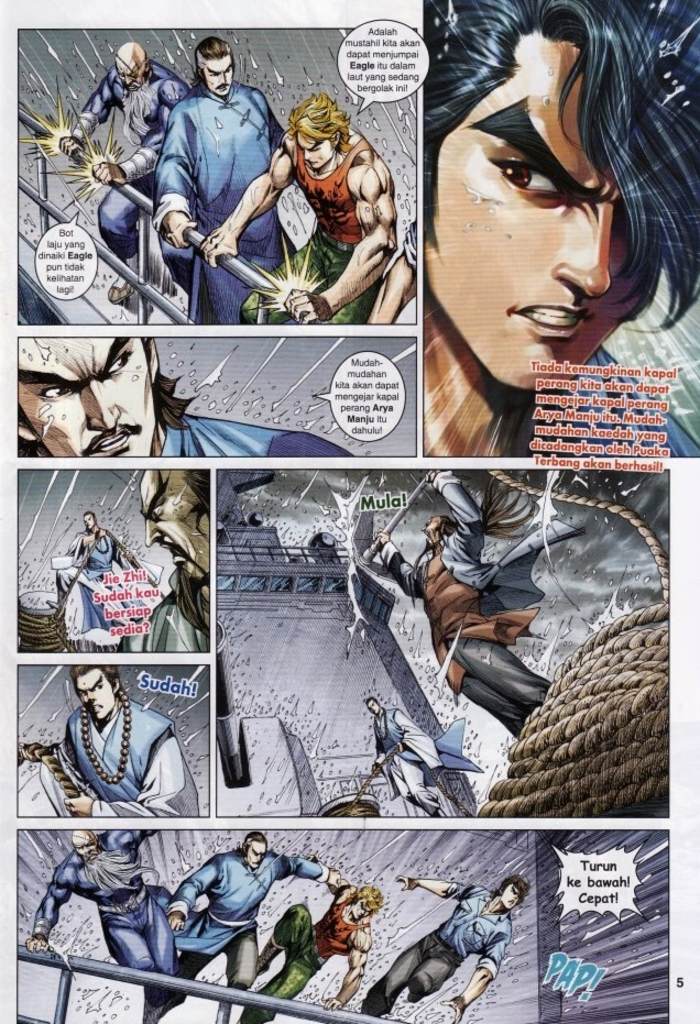 Adalah
mustahil kita akan
dapat menjumpai
Eagle itu dalam
laut yang sedang
bergolak ini!
Bot
laju yang
dinaiki Eagle
pun tidak
kelihatan
lagi!
Tiada kemungkinan kapal
perang kita akan dapat
mengejar kapal perang
Arya Manju itu. Mudah-
mudahan kaedah yang
dicadangkan oleh Puaka
Terbang akan berhasil!
Mudah-
mudahan
kita akan dapat
mengejar kapal
perang Arya
Manju itu
dahulu!
Jie Zhi!
Sudah kau
bersiap
sedia?
Mula!
Sudah!
Turun
ke bawah!
Cepat!
PAP!
5